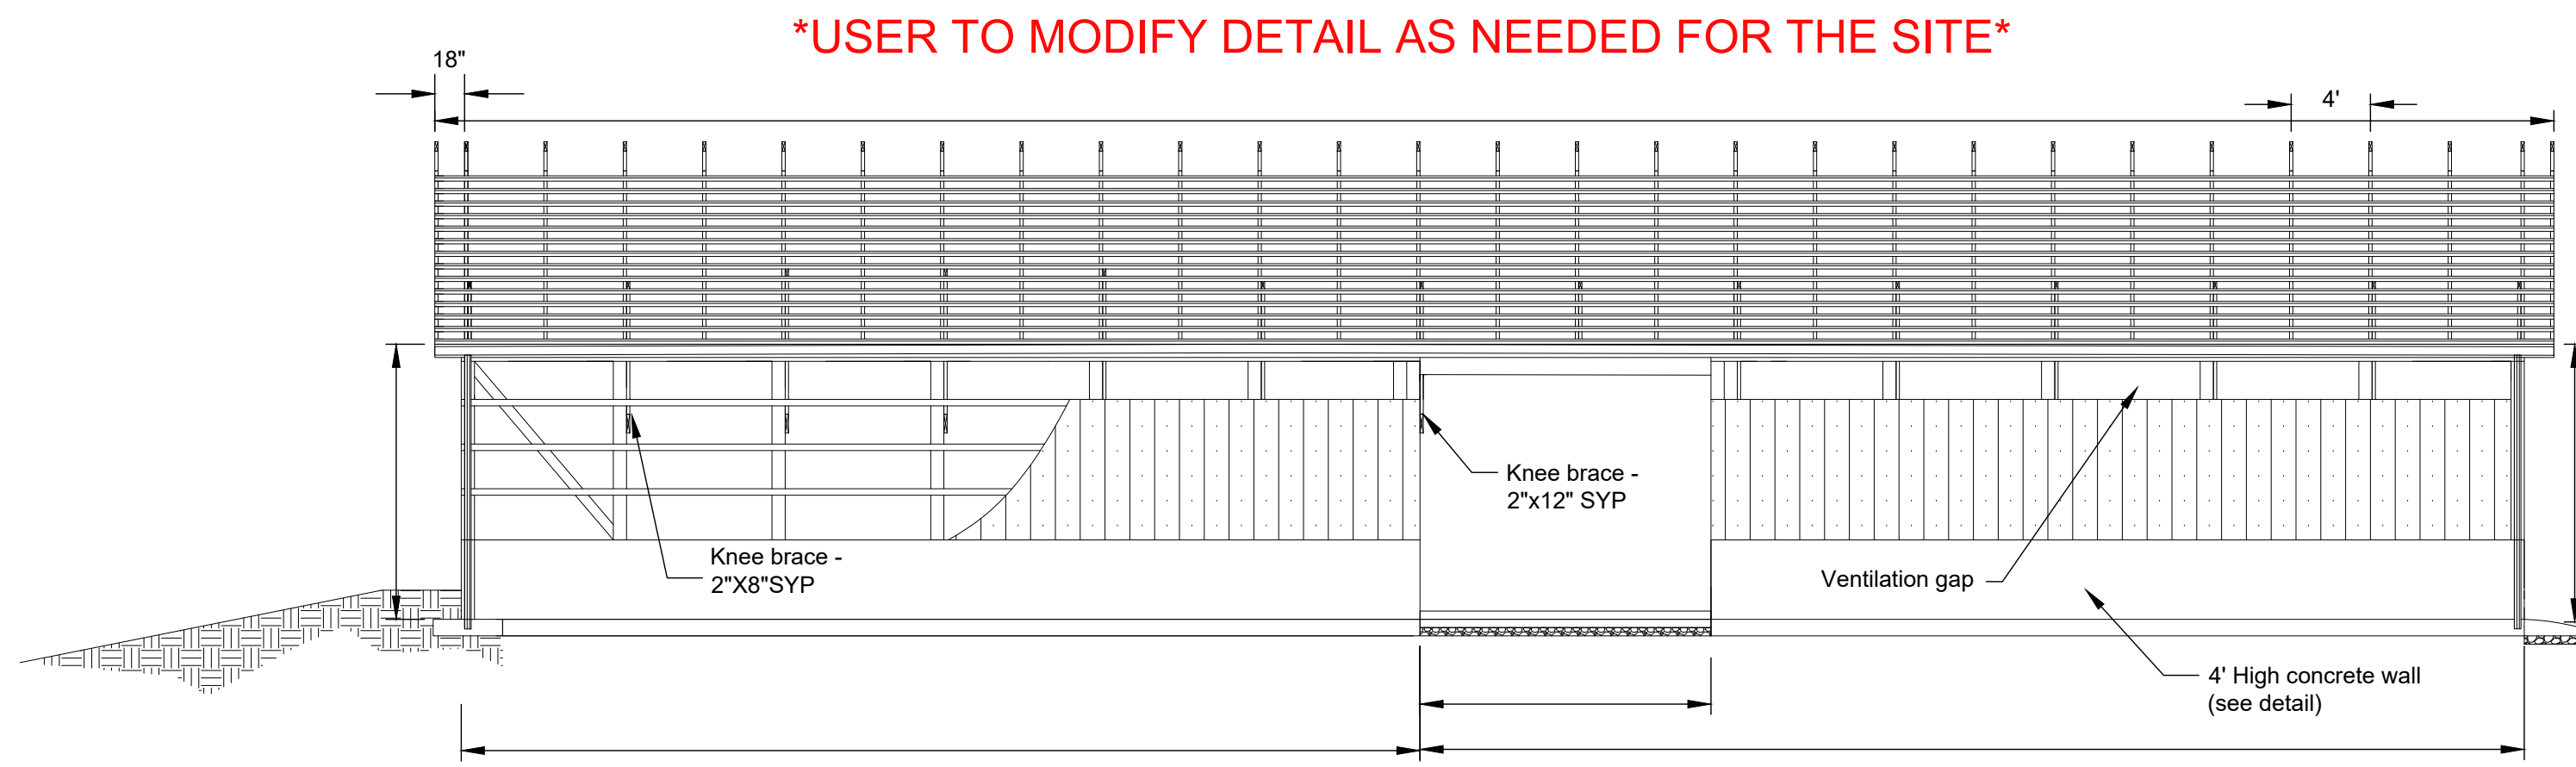 *USER TO MODIFY DETAIL AS NEEDED FOR THE SITE*
18"
4'
Knee brace -
2"x12" SYP
Knee brace -
2"X8"SYP
Ventilation gap
4' High concrete wall
(see detail)